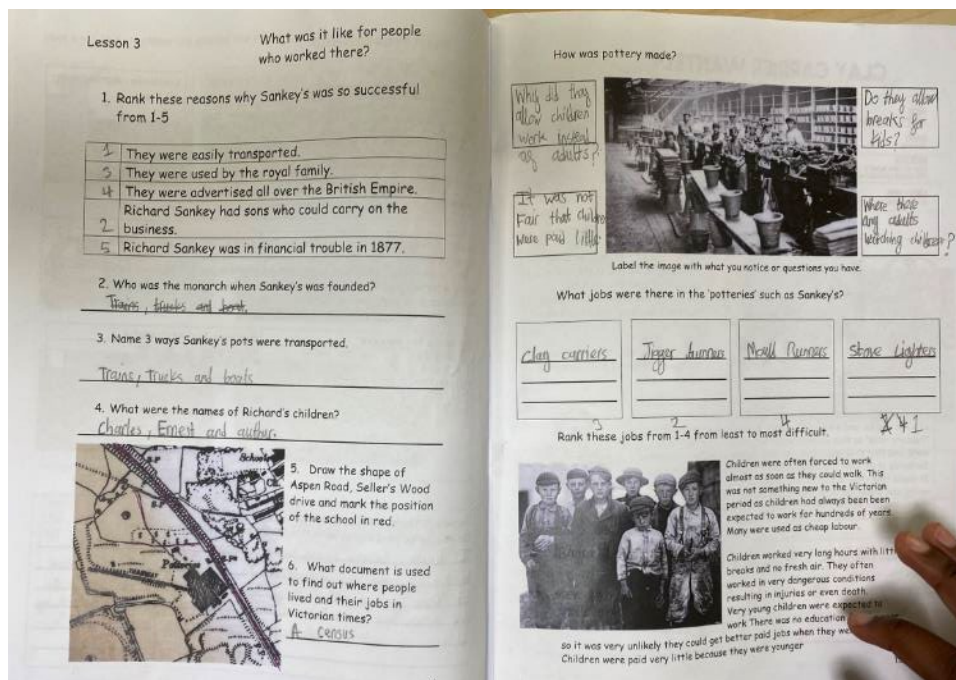 Lesson 3
What was it like for people
who worked there?
1. Rank these reasons why Sankey's was so successful
from 1-5
1 They were easily transported.
3 They were used by the royal family.
4 They were advertised all over the British Empire.
Richard Sankey had sons who could carry on the
2 business.
5 Richard Sankey was in financial trouble in 1877.
2. Who was the monarch when Sankey's was founded?
Trains, trucks and boat.
3. Name 3 ways Sankey's pots were transported.
Trains, Trucks and boats
4. What were the names of Richard's children?
Charles, Ernest and author.
School
Potteries
5. Draw the shape of
Aspen Road, Seller's Wood
drive and mark the position
of the school in red.
6. What document is used
to find out where people
lived and their jobs in
Victorian times?
A census
How was pottery made?
Why did they
allow children
work instead
of adults?
Do they allow
breaks for
kids?
It was not
Fair that children
were paid little
Where there
any adults
watching children?
Label the image with what you notice or questions you have.
What jobs were there in the 'potteries' such as Sankey's?
Clay carriers
Jigger turners
Mould Runners
Stove Lighters
3 2 4 1
Rank these jobs from 1-4 from least to most difficult.
Children were often forced to work
almost as soon as they could walk. This
was not something new to the Victorian
period as children had always been been
expected to work for hundreds of years.
Many were used as cheap labour.
Children worked very long hours with little
breaks and no fresh air. They often
worked in very dangerous conditions
resulting in injuries or even death.
Very young children were expected to
work There was no education
so it was very unlikely they could get better paid jobs when they
Children were paid very little because they were younger